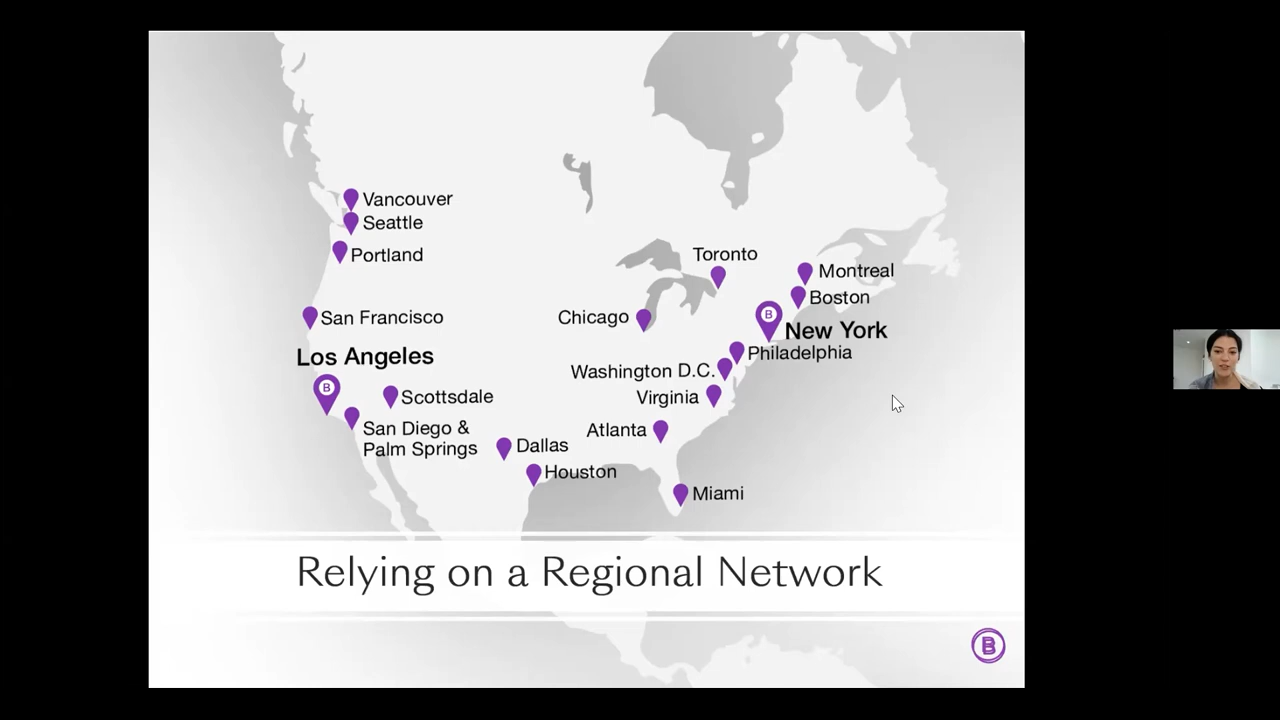 Vancouver
Seattle
Portland
Toronto
Montreal
Boston
San Francisco
Chicago
B
New York
Los Angeles
Philadelphia
Washington D.C.
B
Scottsdale
Virginia
San Diego &
Palm Springs
Atlanta
Dallas
Houston
Miami
Relying on a Regional Network
B